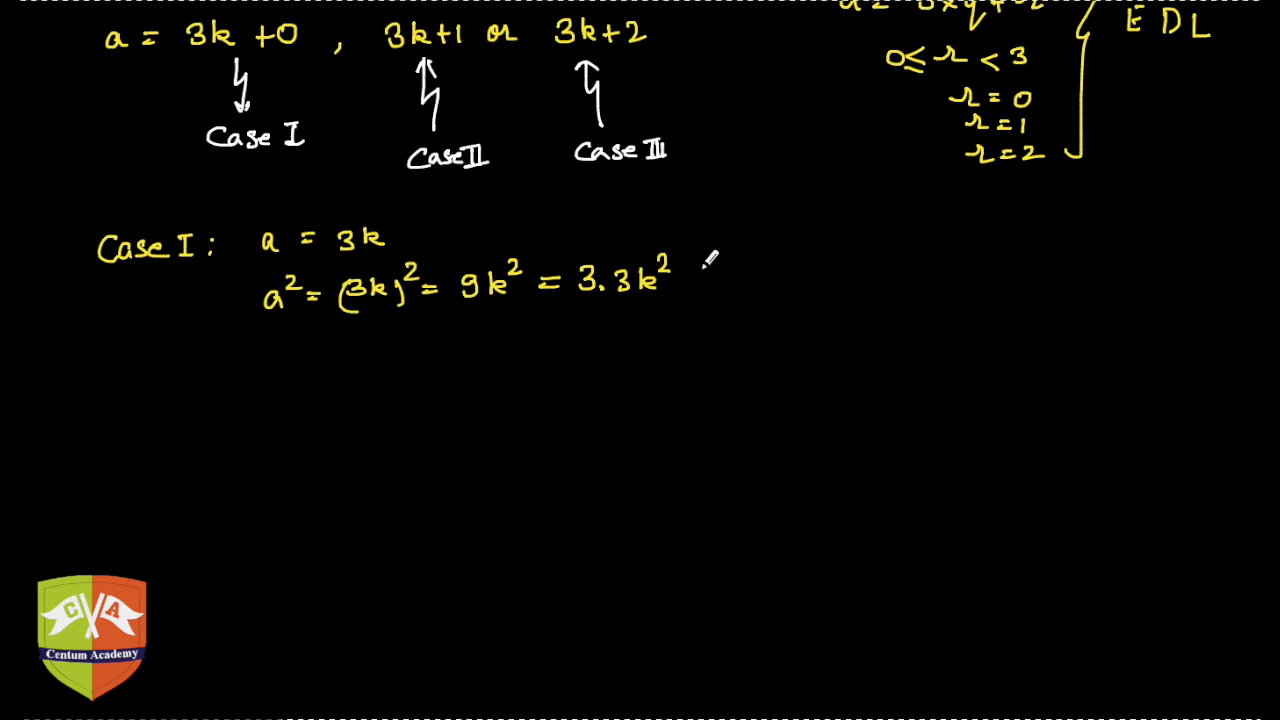 a = 3k +0 , 3k+1 or 3k+2
Case I
Case II
Case III
E D L
0 ≤ r < 3
r = 0
r = 1
r = 2
Case I : a = 3k
a² = (3k)² = 9k² = 3.3k²
C A
Centum Academy